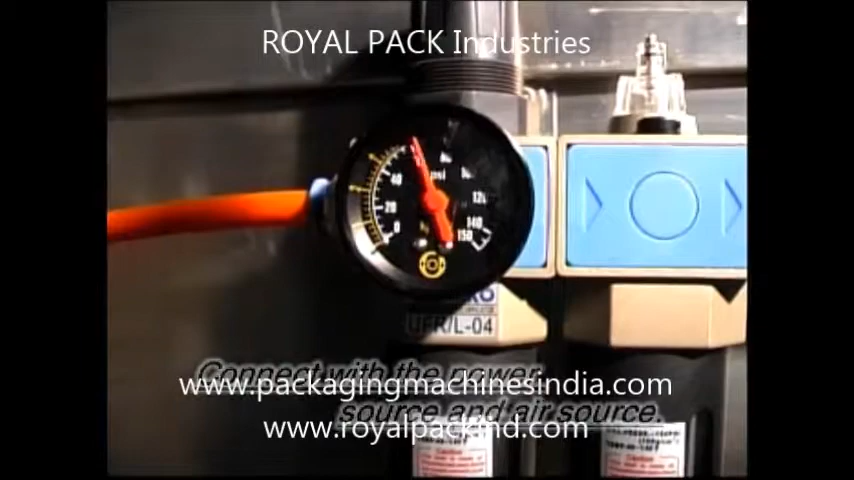 ROYAL PACK Industries
psi
0
20
40
80
120
140
150
UFR/L-04
Connect with the power
source and air source.
www.packagingmachinesindia.com
www.royalpackind.com